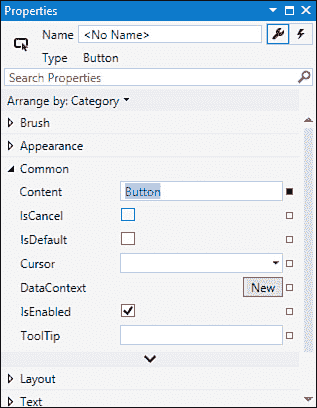 Properties
Name <No Name>
Type Button
Search Properties
Arrange by: Category
Brush
Appearance
Common
Content Button
IsCancel
IsDefault
Cursor
DataContext New
IsEnabled
ToolTip
Layout
Text